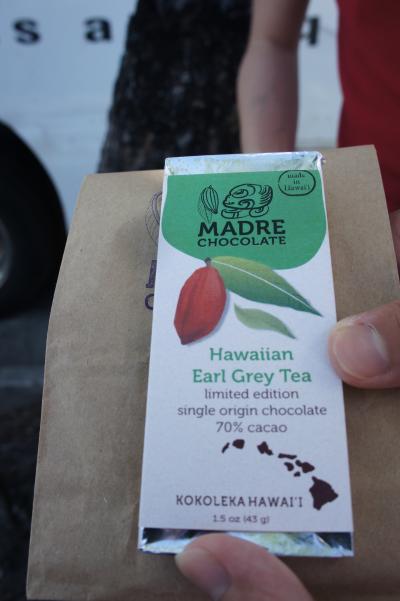 s a
made
in
Hawai'i
MADRE
CHOCOLATE
Hawaiian
Earl Grey Tea
limited edition
single origin chocolate
70% cacao
KOKOLEKA HAWAI'I
1.5 oz (43 g)